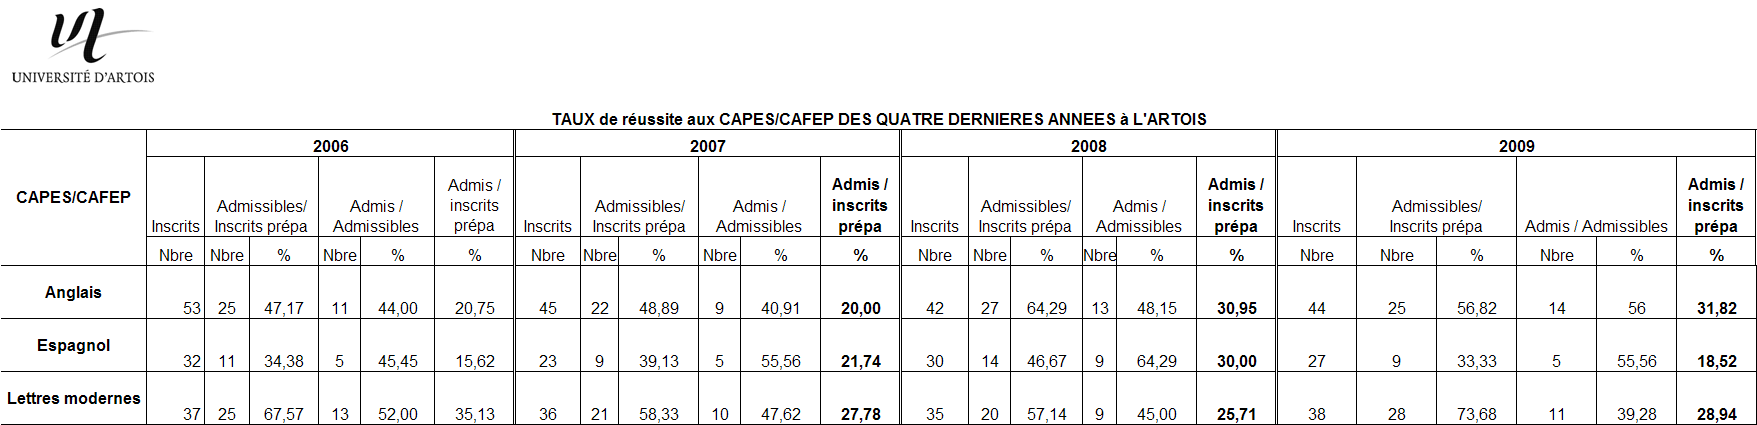 UNIVERSITÉ D'ARTOIS
TAUX de réussite aux CAPES/CAFEP DES QUATRE DERNIERES ANNEES à L'ARTOIS
CAPES/CAFEP 2006 2007 2008 2009
Inscrits Admissibles/ Inscrits prépa Admis / Admissibles Admis / inscrits prépa Inscrits Admissibles/ Inscrits prépa Admis / Admissibles Admis / inscrits prépa Inscrits Admissibles/ Inscrits prépa Admis / Admissibles Admis / inscrits prépa Inscrits Admissibles/ Inscrits prépa Admis / Admissibles Admis / inscrits prépa
Nbre Nbre % Nbre % % Nbre Nbre % Nbre % % Nbre Nbre % Nbre % % Nbre Nbre % Nbre % %
Anglais 53 25 47,17 11 44,00 20,75 45 22 48,89 9 40,91 20,00 42 27 64,29 13 48,15 30,95 44 25 56,82 14 56 31,82
Espagnol 32 11 34,38 5 45,45 15,62 23 9 39,13 5 55,56 21,74 30 14 46,67 9 64,29 30,00 27 9 33,33 5 55,56 18,52
Lettres modernes 37 25 67,57 13 52,00 35,13 36 21 58,33 10 47,62 27,78 35 20 57,14 9 45,00 25,71 38 28 73,68 11 39,28 28,94